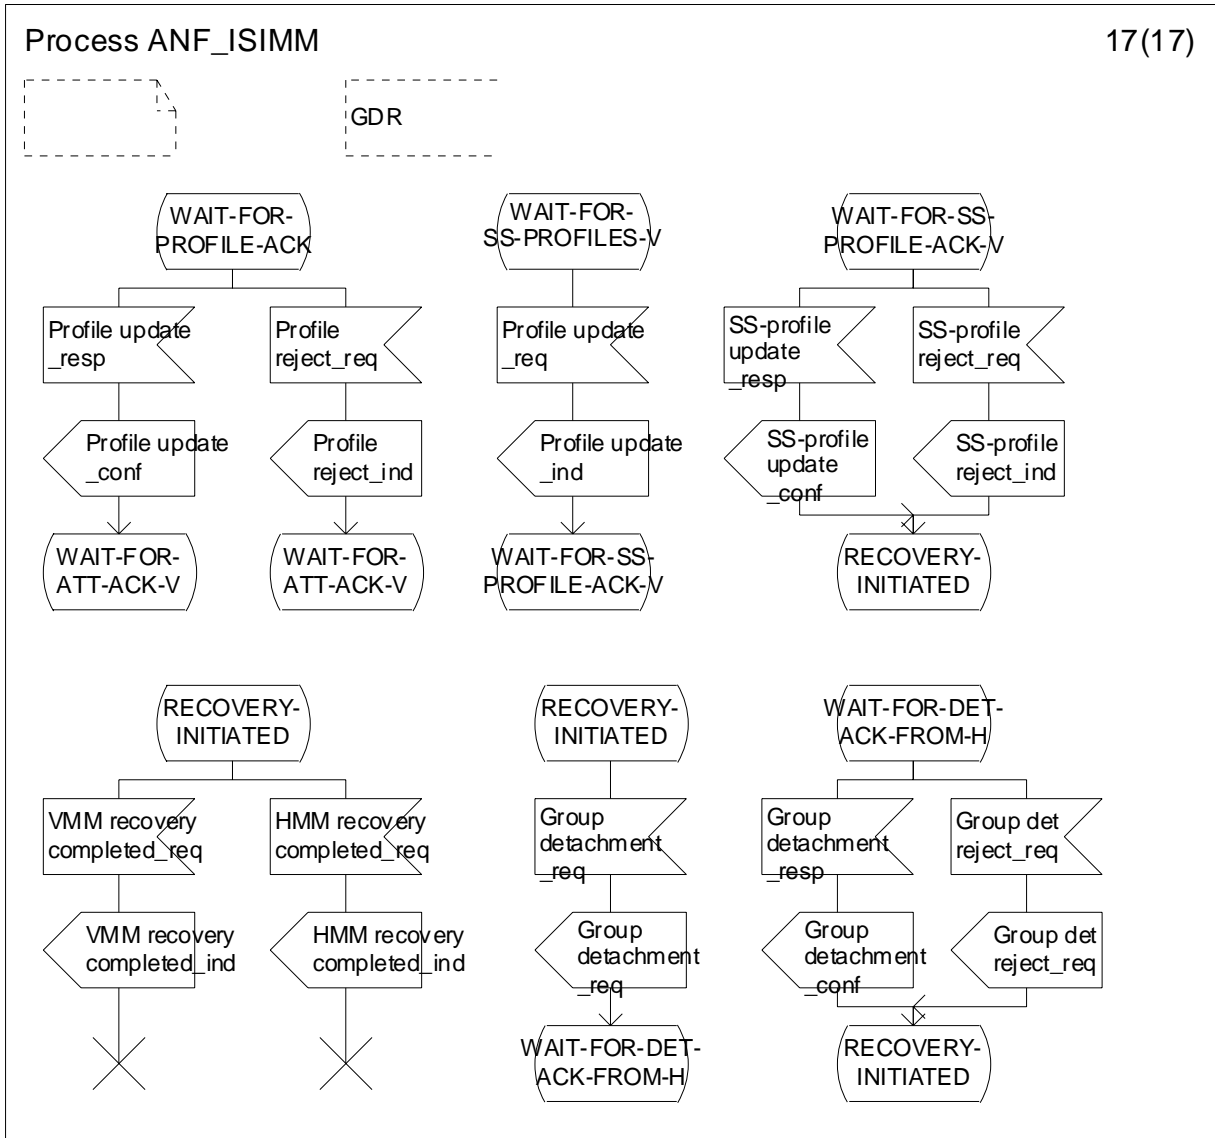 Process ANF_ISIMM
17(17)
GDR
WAIT-FOR-
PROFILE-ACK
Profile update
_resp
Profile update
_conf
WAIT-FOR-
ATT-ACK-V
Profile
reject_req
Profile
reject_ind
WAIT-FOR-
ATT-ACK-V
WAIT-FOR-
SS-PROFILES-V
Profile update
_req
Profile update
_ind
WAIT-FOR-SS-
PROFILE-ACK-V
WAIT-FOR-SS-
PROFILE-ACK-V
SS-profile
update
_resp
SS-profile
update
_conf
SS-profile
reject_req
SS-profile
reject_ind
RECOVERY-
INITIATED
RECOVERY-
INITIATED
VMM recovery
completed_req
VMM recovery
completed_ind
HMM recovery
completed_req
HMM recovery
completed_ind
RECOVERY-
INITIATED
Group
detachment
_req
Group
detachment
_req
WAIT-FOR-DET-
ACK-FROM-H
WAIT-FOR-DET-
ACK-FROM-H
Group
detachment
_resp
Group
detachment
_conf
Group det
reject_req
Group det
reject_req
RECOVERY-
INITIATED